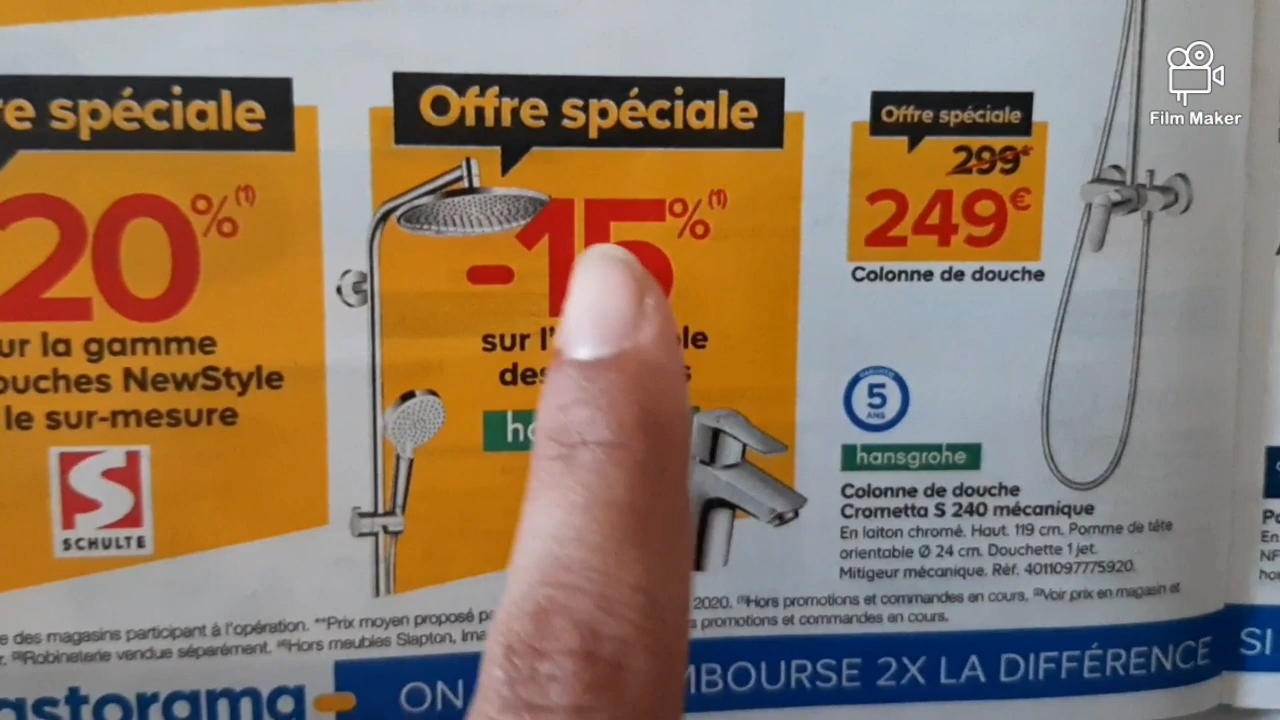 Film Maker
e spéciale
20%(1)
ur la gamme
ouches NewStyle
le sur-mesure
SCHULTE
Offre spéciale
-15%(1)
sur
Offre spéciale
299€*
249€
Colonne de douche
GARANTIE
5
ANS
hansgrohe
Colonne de douche
Crometta S 240 mécanique
En laiton chromé. Haut. 119 cm. Pomme de tête
orientable Ø 24 cm. Douchette 1 jet.
Mitigeur mécanique. Réf. 4011097775920.
e des magasins participant à l'opération. **Prix moyen proposé 2020. (1)Hors promotions et commandes en cours. (2)Voir prix en magasin et
Robinetterie vendue séparément. Hors meubles Slapton, promotions et commandes en cours.
astorama ON MBOURSE 2X LA DIFFÉRENCE SI